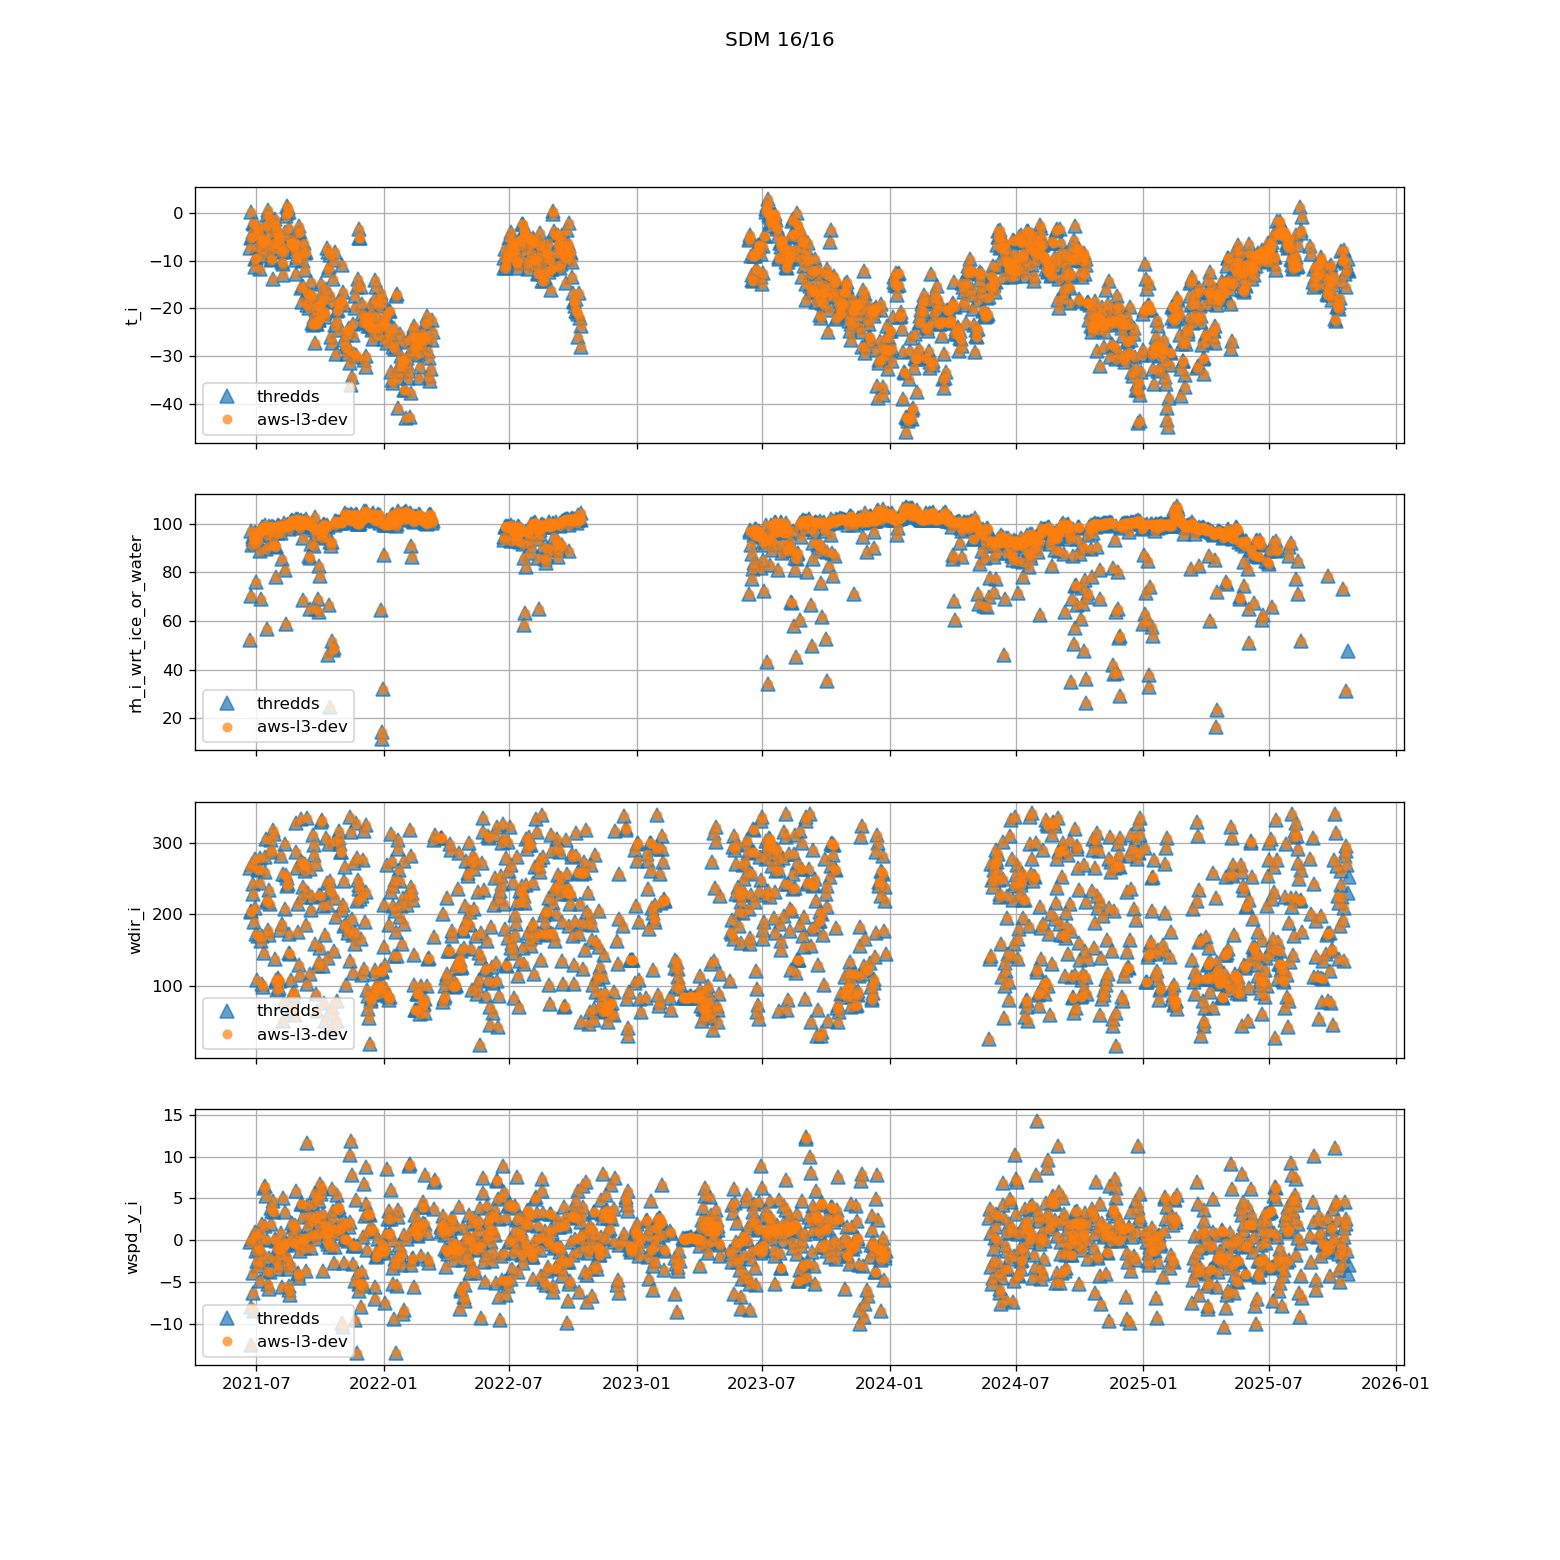 SDM 16/16
0
−10
−20
−30
−40
t_i
thredds
aws-l3-dev
100
80
60
40
20
rh_i_wrt_ice_or_water
thredds
aws-l3-dev
300
200
100
wdir_i
thredds
aws-l3-dev
15
10
5
0
−5
−10
wspd_y_i
thredds
aws-l3-dev
2021-07 2022-01 2022-07 2023-01 2023-07 2024-01 2024-07 2025-01 2025-07 2026-01